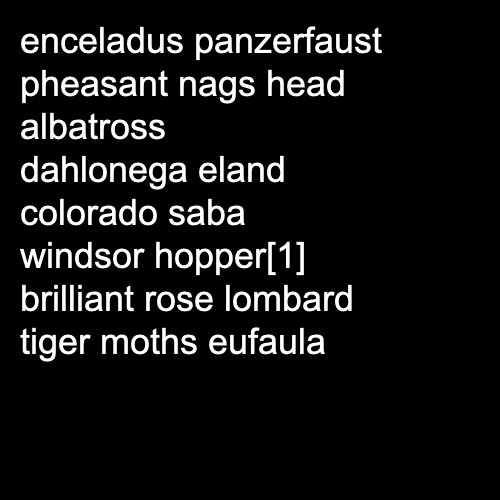 enceladus panzerfaust
pheasant nags head
albatross
dahlonega eland
colorado saba
windsor hopper[1]
brilliant rose lombard
tiger moths eufaula